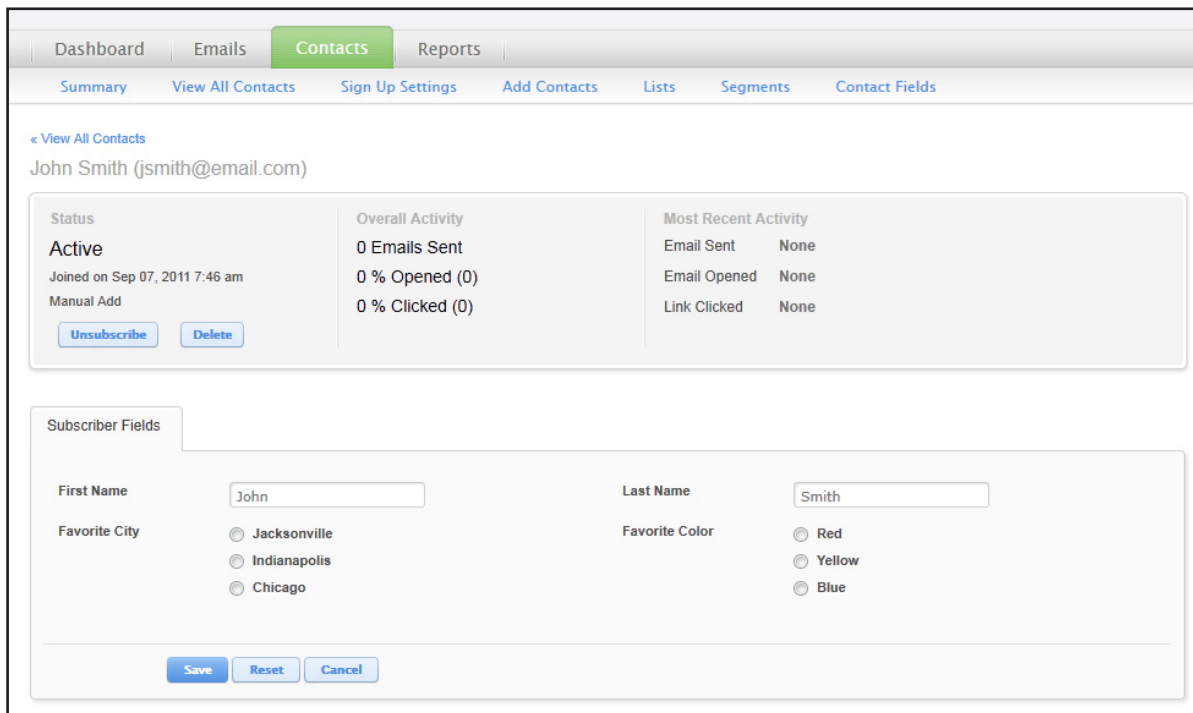 Dashboard Emails Contacts Reports
Summary View All Contacts Sign Up Settings Add Contacts Lists Segments Contact Fields
« View All Contacts
John Smith (jsmith@email.com)
Status
Active
Joined on Sep 07, 2011 7:46 am
Manual Add
Unsubscribe Delete
Overall Activity
0 Emails Sent
0 % Opened (0)
0 % Clicked (0)
Most Recent Activity
Email Sent None
Email Opened None
Link Clicked None
Subscriber Fields
First Name John
Last Name Smith
Favorite City
Jacksonville
Indianapolis
Chicago
Favorite Color
Red
Yellow
Blue
Save Reset Cancel